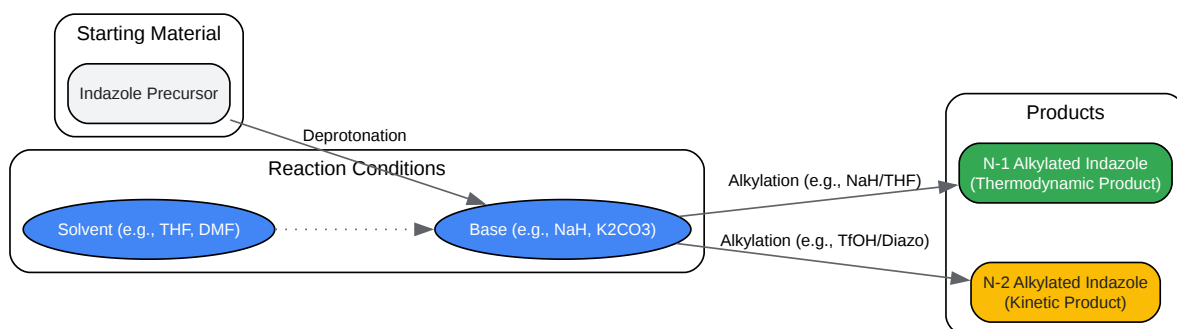 Starting Material
Indazole Precursor
Deprotonation
Reaction Conditions
Solvent (e.g., THF, DMF)
Base (e.g., NaH, K2CO3)
Alkylation (e.g., NaH/THF)
Alkylation (e.g., TfOH/Diazo)
Products
N-1 Alkylated Indazole
(Thermodynamic Product)
N-2 Alkylated Indazole
(Kinetic Product)